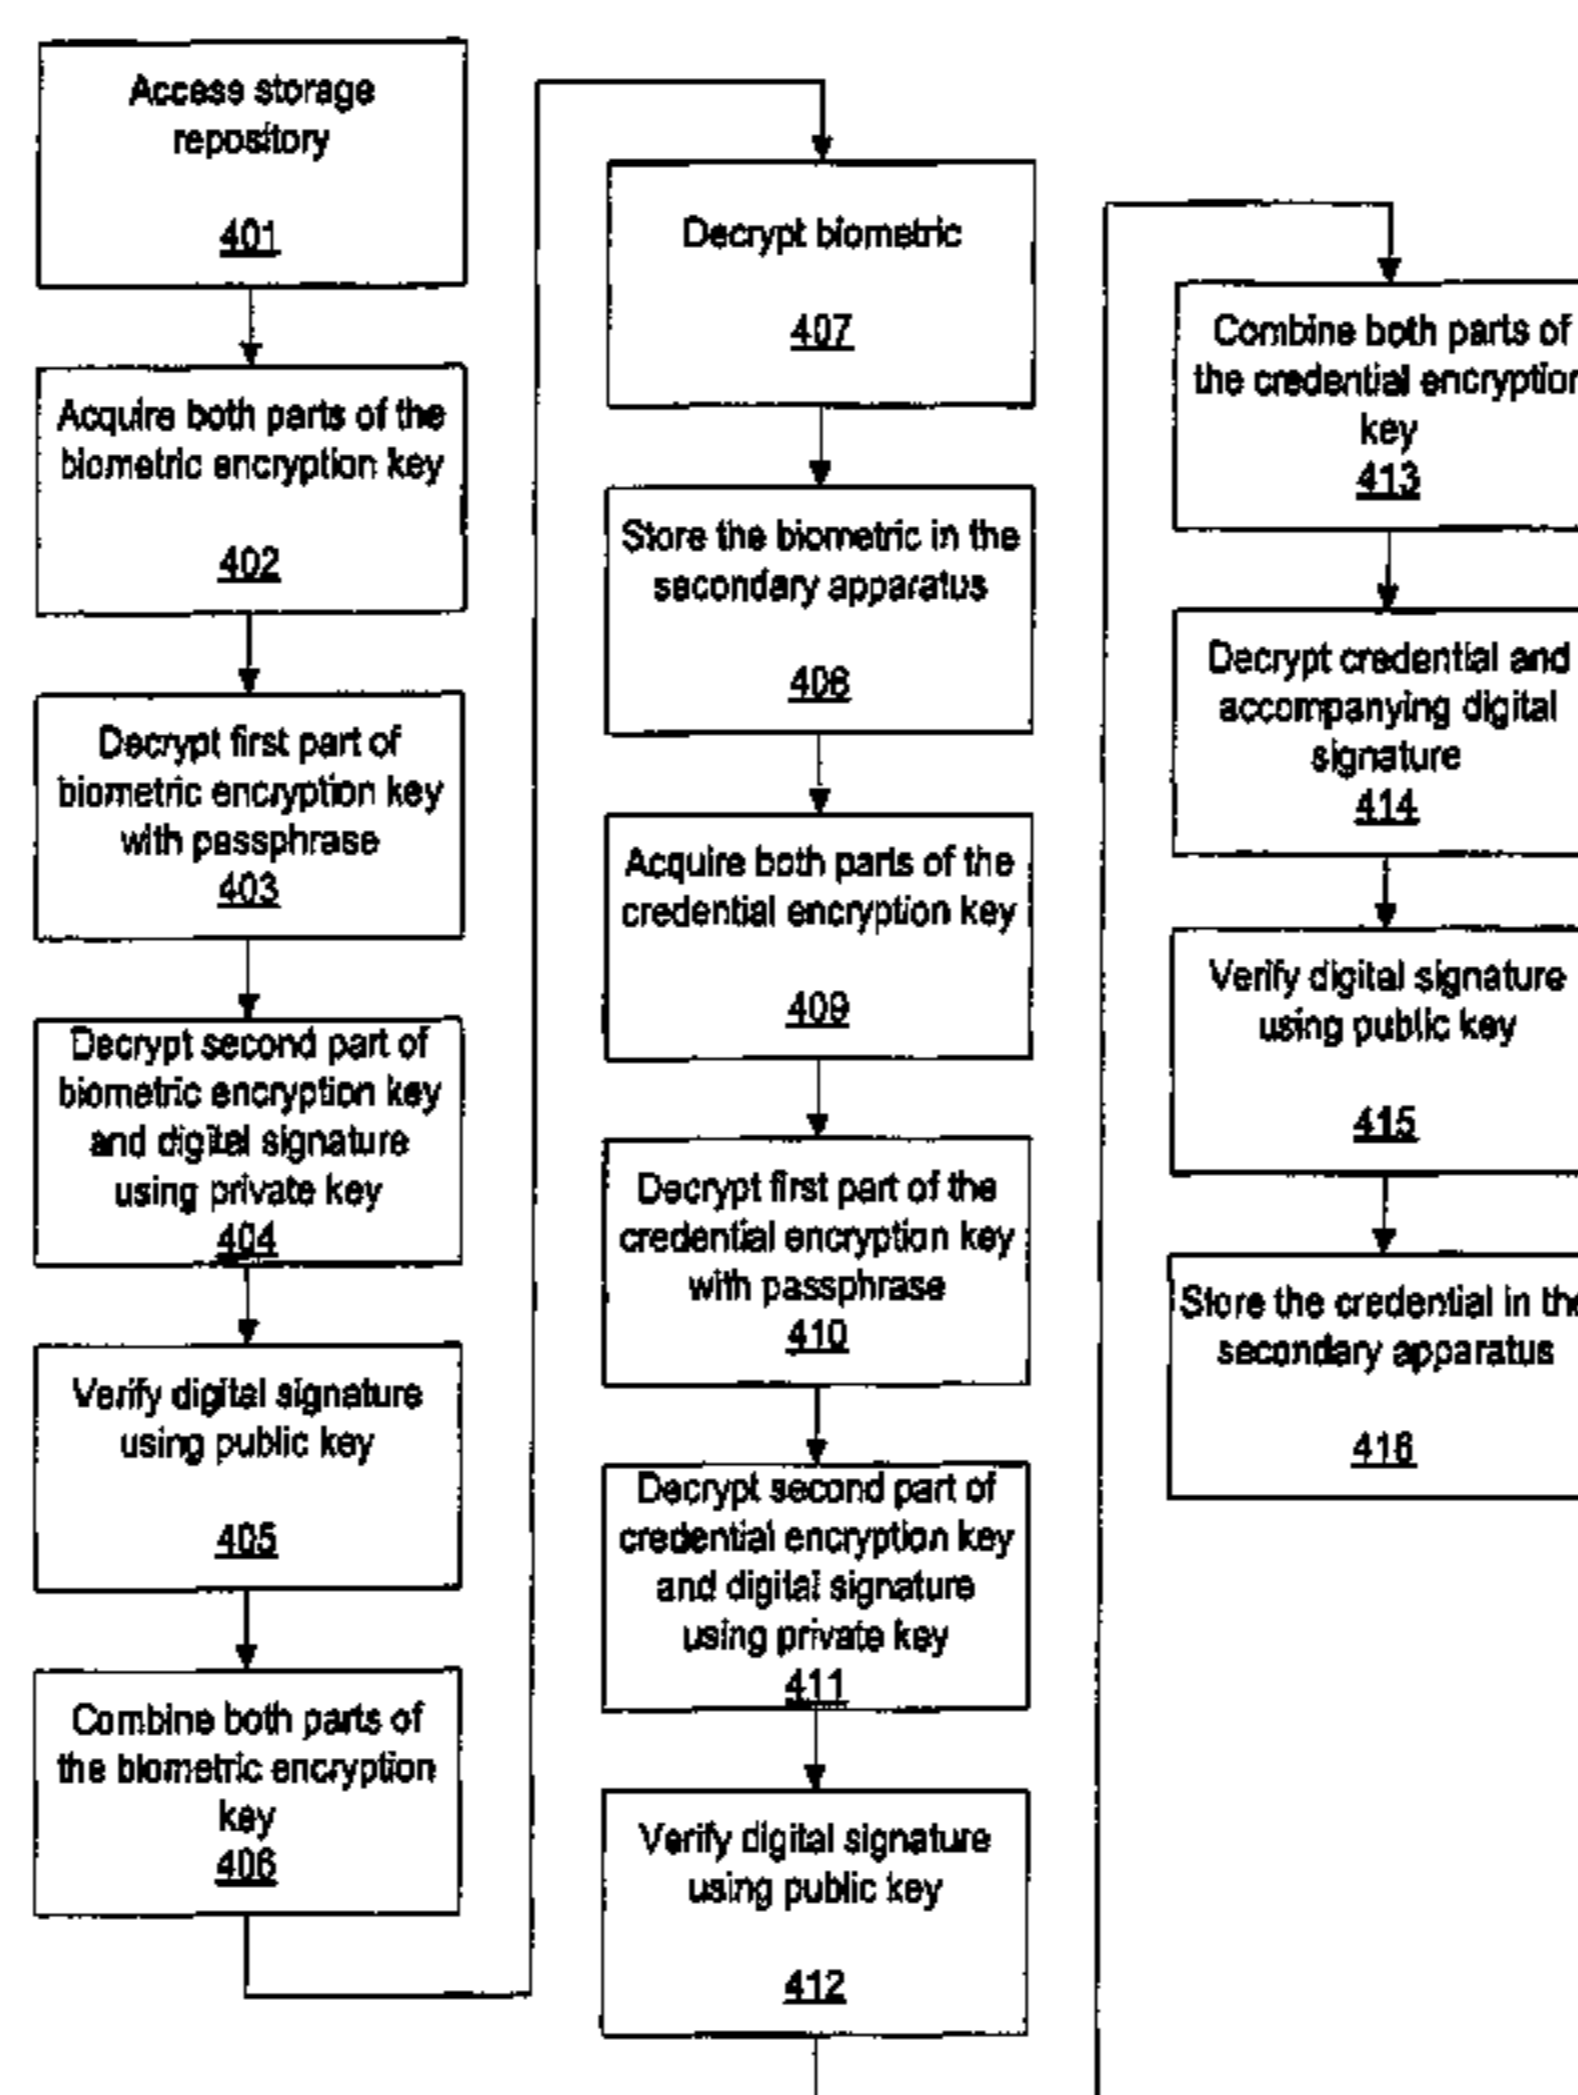 Access storage
repository
401
Acquire both parts of the
biometric encryption key
402
Decrypt first part of
biometric encryption key
with passphrase
403
Decrypt second part of
biometric encryption key
and digital signature
using private key
404
Verify digital signature
using public key
405
Combine both parts of
the biometric encryption
key
406
Decrypt biometric
407
Store the biometric in the
secondary apparatus
408
Acquire both parts of the
credential encryption key
409
Decrypt first part of the
credential encryption key
with passphrase
410
Decrypt second part of
credential encryption key
and digital signature
using private key
411
Verify digital signature
using public key
412
Combine both parts of
the credential encryption
key
413
Decrypt credential and
accompanying digital
signature
414
Verify digital signature
using public key
415
Store the credential in the
secondary apparatus
416